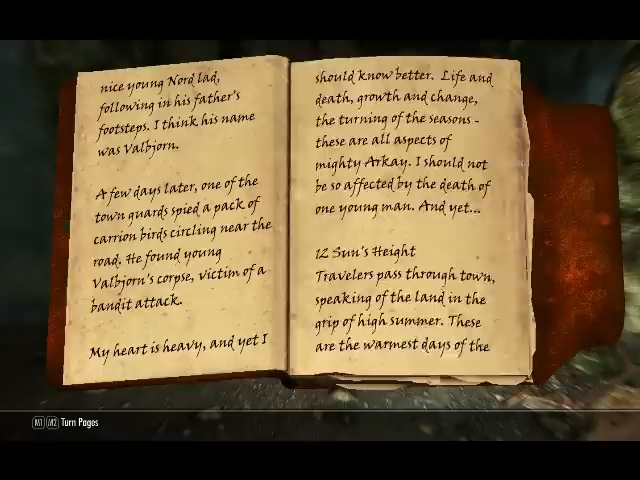 nice young Nord lad,
following in his father's
footsteps. I think his name
was Valbjorn.
A few days later, one of the
town guards spied a pack of
carrion birds circling near the
road. He found young
Valbjorn's corpse, victim of a
bandit attack.
My heart is heavy, and yet I
should know better. Life and
death, growth and change,
the turning of the seasons -
these are all aspects of
mighty Arkay. I should not
be so affected by the death of
one young man. And yet...
12 Sun's Height
Travelers pass through town,
speaking of the land in the
grip of high summer. These
are the warmest days of the
M1 M2 Turn Pages